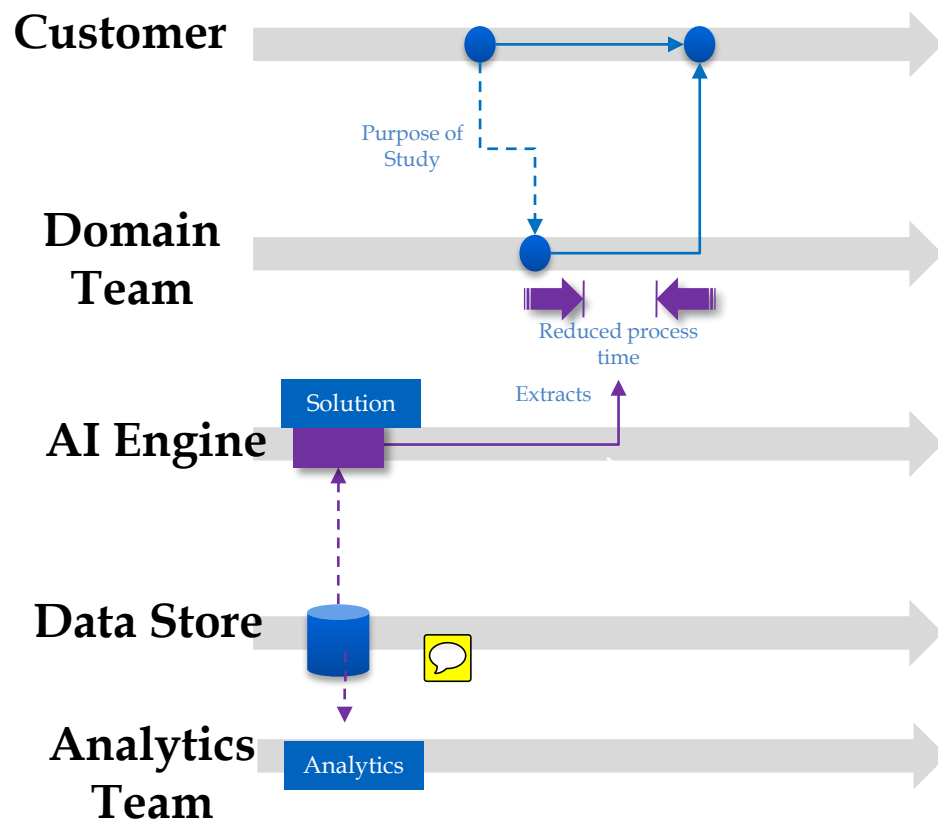 Customer
Purpose of
Study
Domain
Team
Reduced process
time
Extracts
Solution
AI Engine
Data Store
Analytics
Team
Analytics